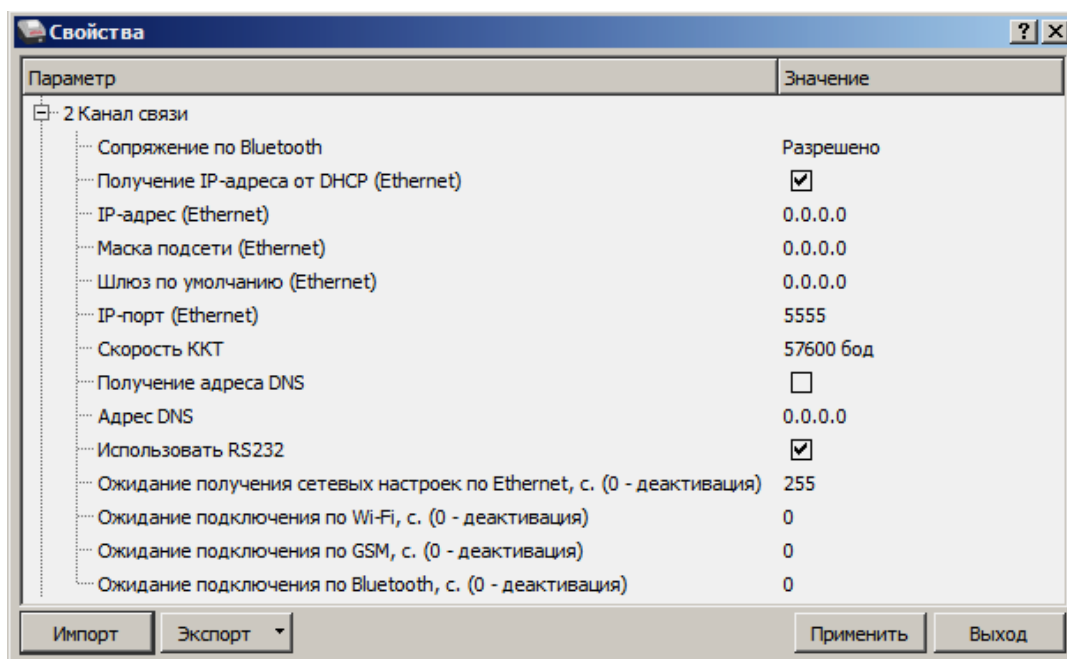 Свойства
Параметр Значение
2 Канал связи
Сопряжение по Bluetooth Разрешено
Получение IP-адреса от DHCP (Ethernet)
IP-адрес (Ethernet) 0.0.0.0
Маска подсети (Ethernet) 0.0.0.0
Шлюз по умолчанию (Ethernet) 0.0.0.0
IP-порт (Ethernet) 5555
Скорость ККТ 57600 бод
Получение адреса DNS
Адрес DNS 0.0.0.0
Использовать RS232
Ожидание получения сетевых настроек по Ethernet, с. (0 - деактивация) 255
Ожидание подключения по Wi-Fi, с. (0 - деактивация) 0
Ожидание подключения по GSM, с. (0 - деактивация) 0
Ожидание подключения по Bluetooth, с. (0 - деактивация) 0
Импорт Экспорт Применить Выход